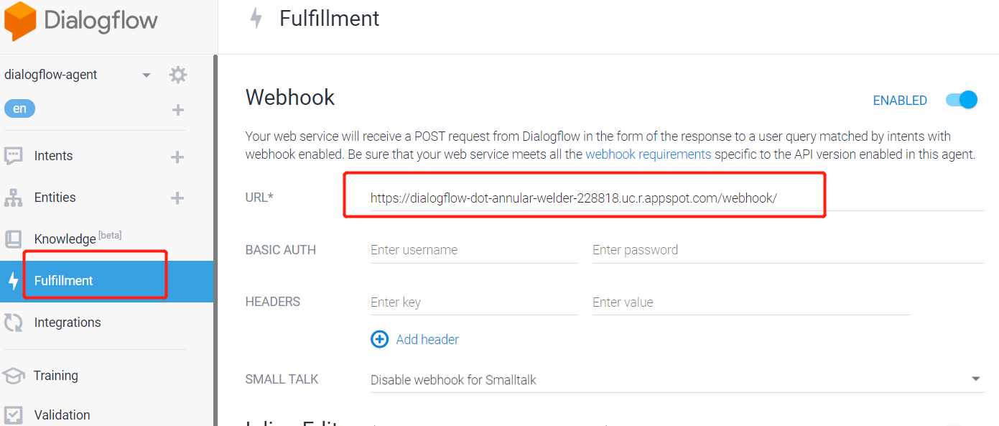 Dialogflow
Fulfillment
dialogflow-agent
en
Intents
Entities
Knowledge [beta]
Fulfillment
Integrations
Training
Validation
Webhook
ENABLED
Your web service will receive a POST request from Dialogflow in the form of the response to a user query matched by intents with
webhook enabled. Be sure that your web service meets all the webhook requirements specific to the API version enabled in this agent.
URL*
https://dialogflow-dot-annular-welder-228818.uc.r.appspot.com/webhook/
BASIC AUTH
Enter username
Enter password
HEADERS
Enter key
Enter value
Add header
SMALL TALK
Disable webhook for Smalltalk